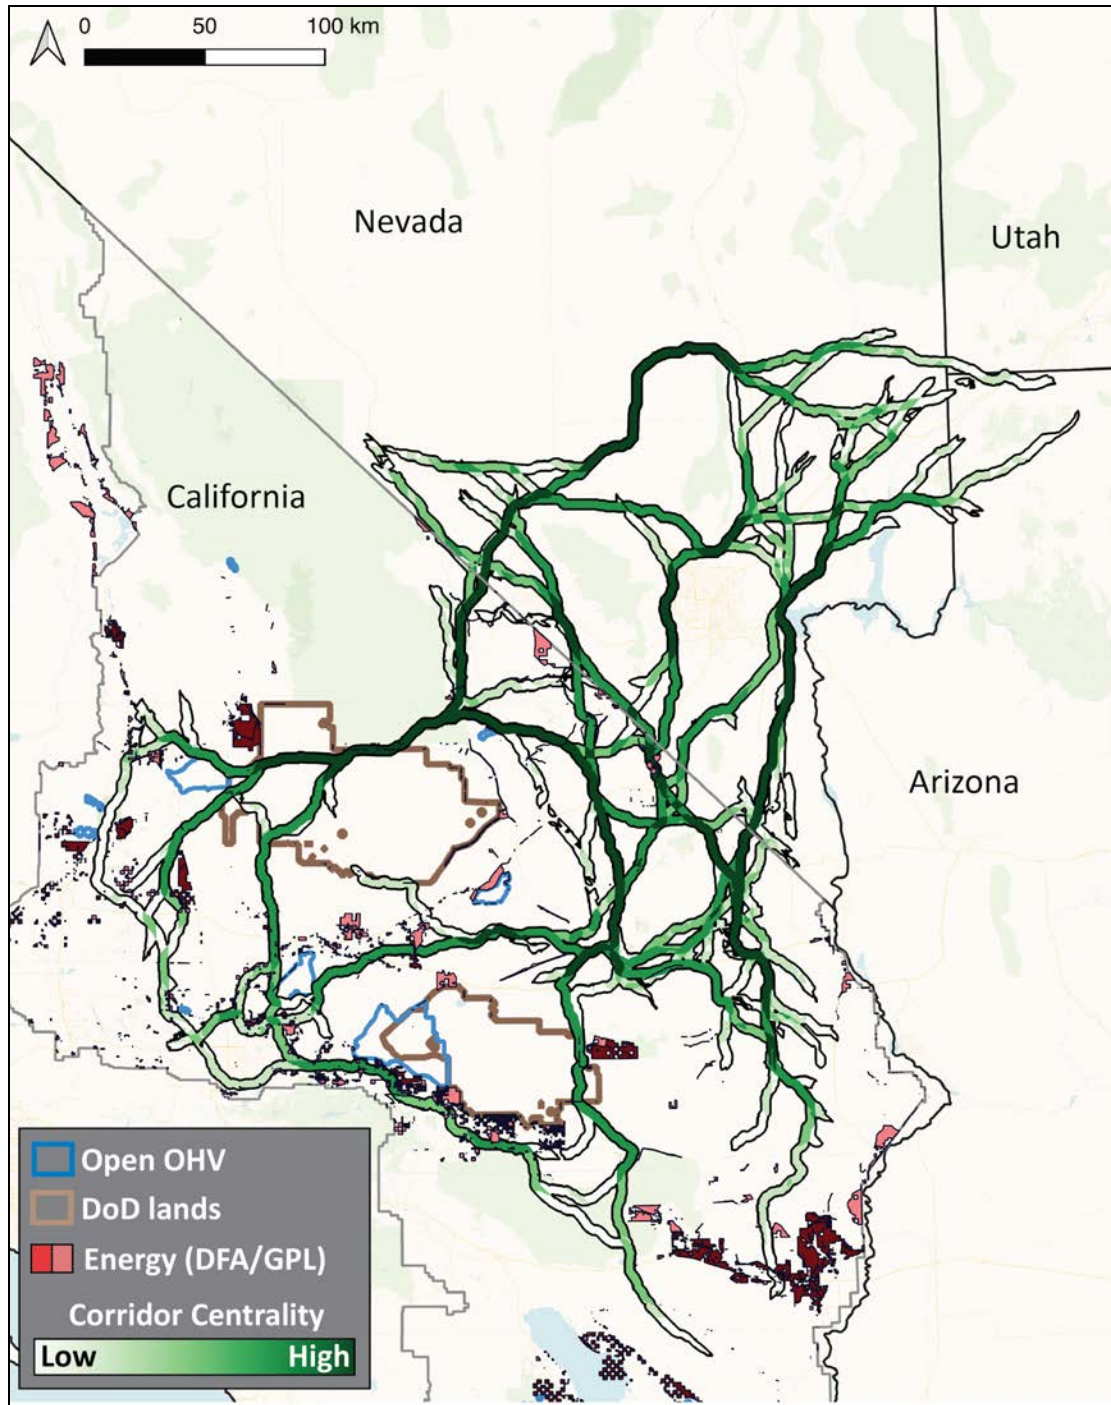 0 50 100 km
Nevada
Utah
California
Arizona
Open OHV
DoD lands
Energy (DFA/GPL)
Corridor Centrality
Low High